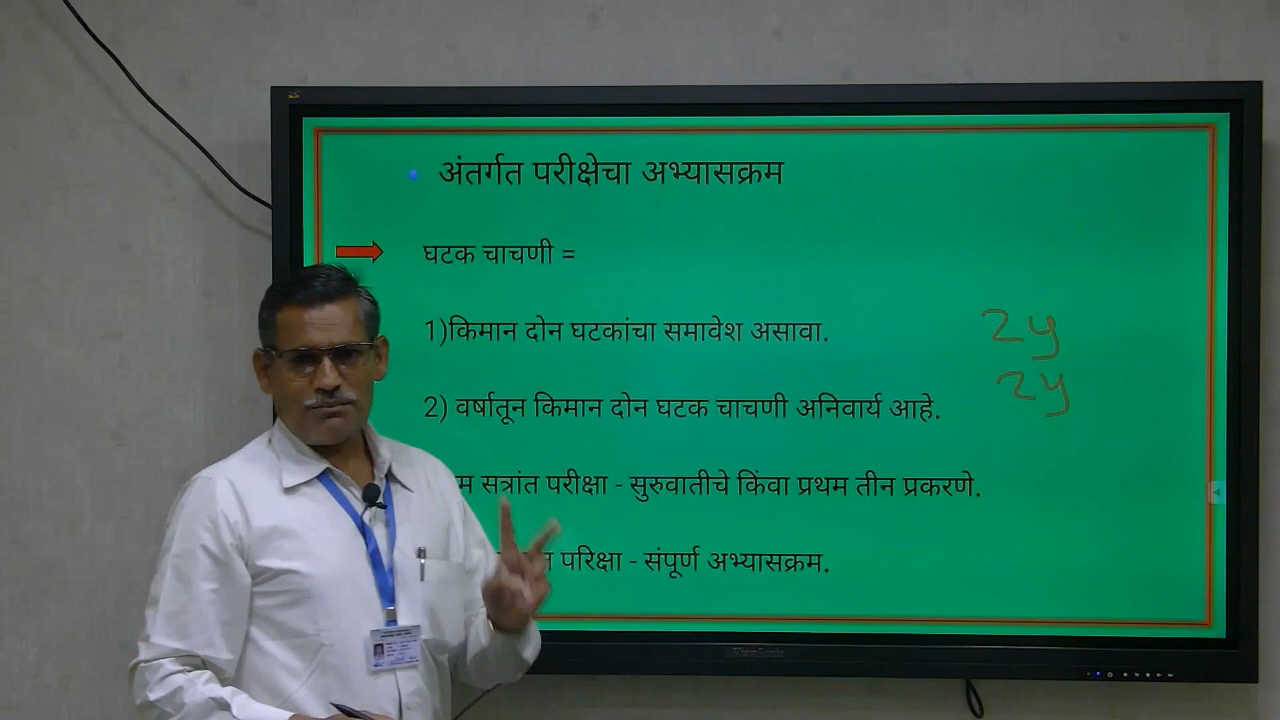 अंतर्गत परीक्षेचा अभ्यासक्रम
घटक चाचणी =
1)किमान दोन घटकांचा समावेश असावा.
2y
2) वर्षातून किमान दोन घटक चाचणी अनिवार्य आहे.
2y
सत्रांत परीक्षा - सुरुवातीचे किंवा प्रथम तीन प्रकरणे.
परिक्षा - संपूर्ण अभ्यासक्रम.
ViewSonic